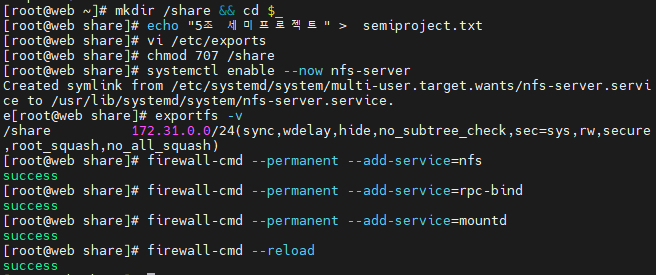 [root@web ~]# mkdir /share && cd $_
[root@web share]# echo "5조 세미프로젝트" >  semiproject.txt
[root@web share]# vi /etc/exports
[root@web share]# chmod 707 /share
[root@web share]# systemctl enable --now nfs-server
Created symlink from /etc/systemd/system/multi-user.target.wants/nfs-server.servi
ce to /usr/lib/systemd/system/nfs-server.service.
e[root@web share]# exportfs -v
/share          172.31.0.0/24(sync,wdelay,hide,no_subtree_check,sec=sys,rw,secure
,root_squash,no_all_squash)
[root@web share]# firewall-cmd --permanent --add-service=nfs
success
[root@web share]# firewall-cmd --permanent --add-service=rpc-bind
success
[root@web share]# firewall-cmd --permanent --add-service=mountd
success
[root@web share]# firewall-cmd --reload
success